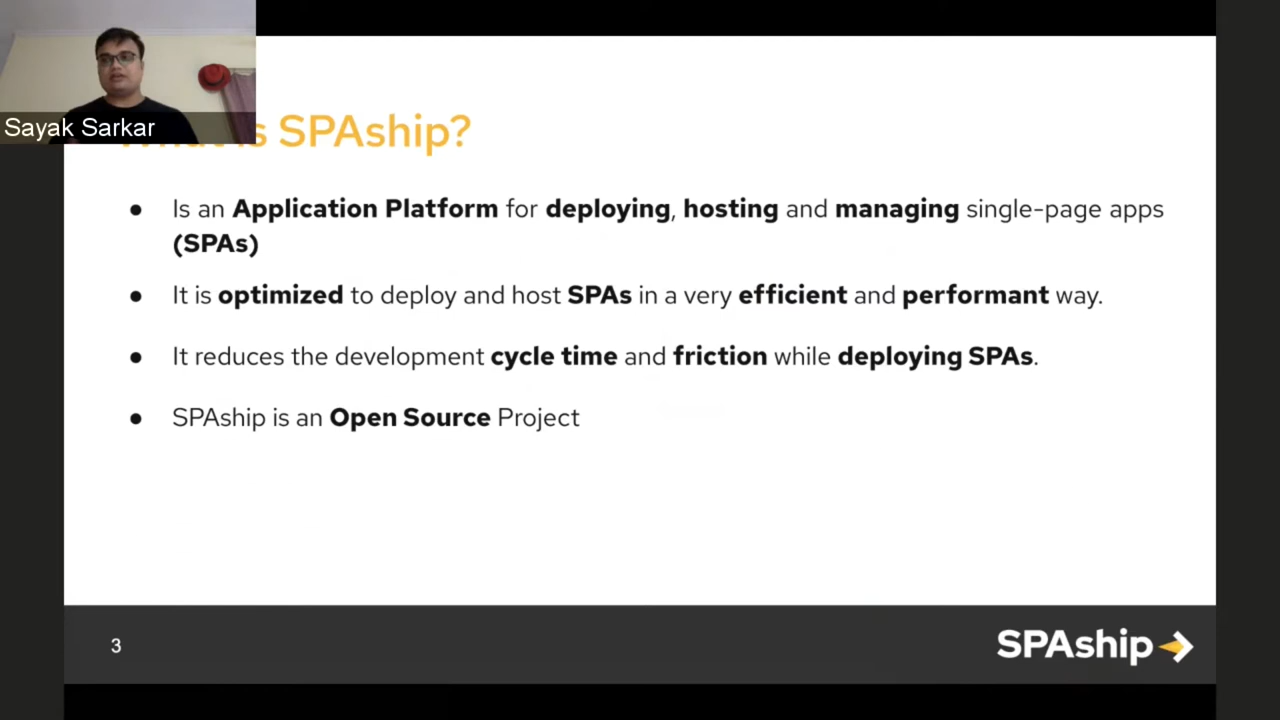 Sayak Sarkar
What is SPAship?
● Is an Application Platform for deploying, hosting and managing single-page apps
(SPAs)
● It is optimized to deploy and host SPAs in a very efficient and performant way.
● It reduces the development cycle time and friction while deploying SPAs.
● SPAship is an Open Source Project
3
SPAship